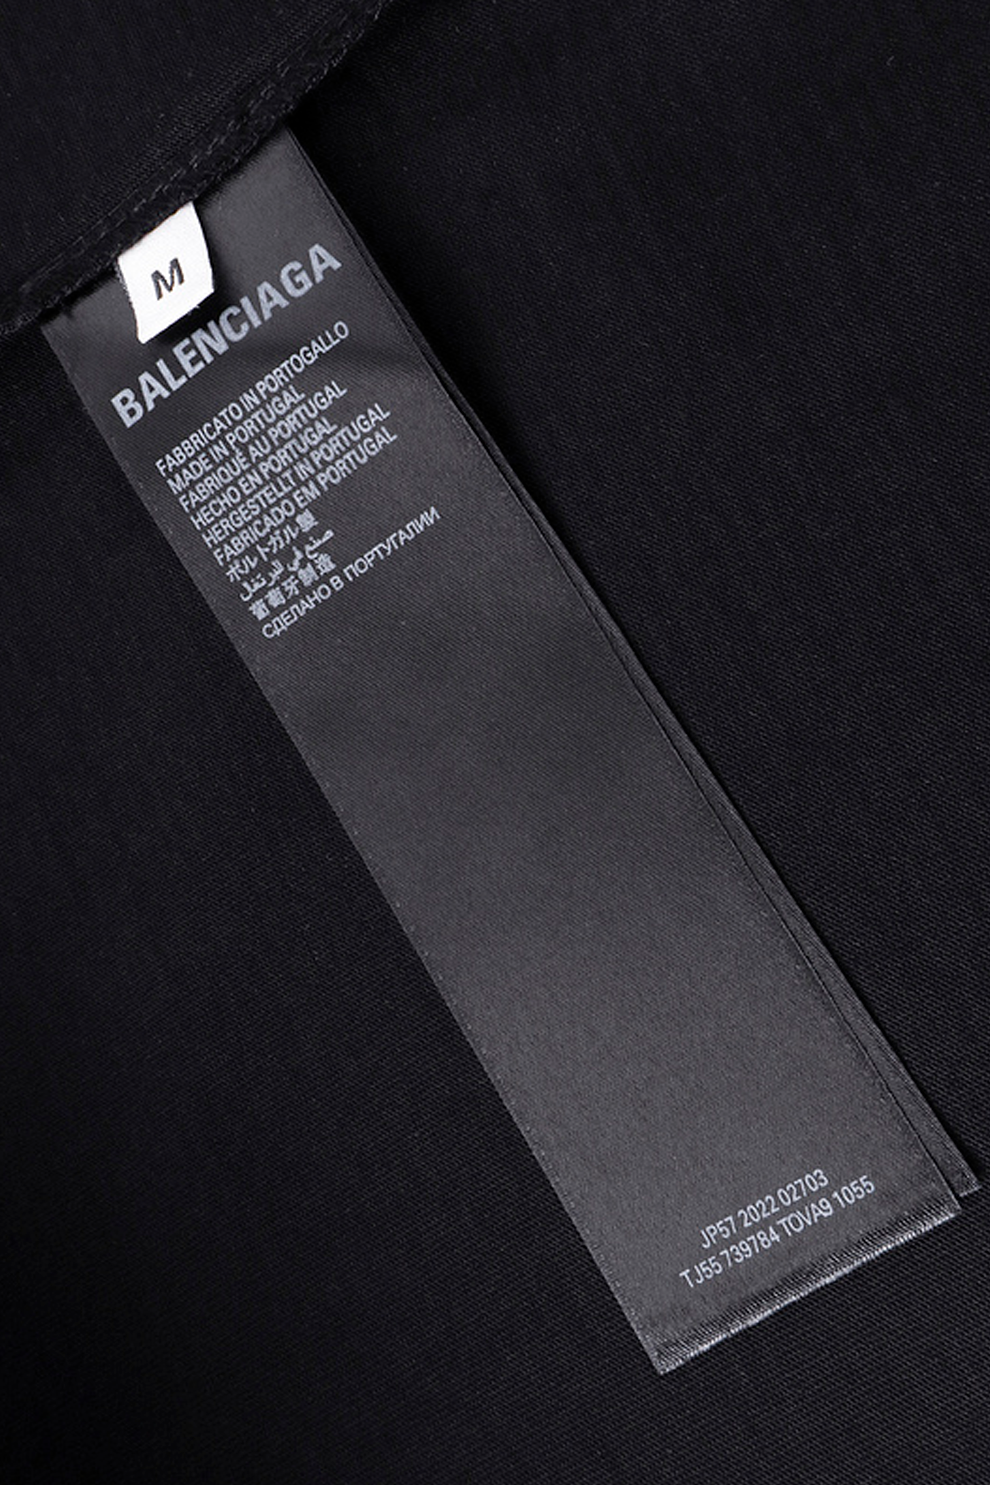 M
BALENCIAGA
FABBRICATO IN PORTOGALLO
MADE IN PORTUGAL
FABRIQUÉ AU PORTUGAL
HECHO EN PORTUGAL
HERGESTELLT IN PORTUGAL
FABRICADO EM PORTUGAL
ポルトガル製
صنع في البرتغال
葡萄牙制造
СДЕЛАНО В ПОРТУГАЛИИ
JP57 2022 02703
TJ55 739784 TOVA9 1055